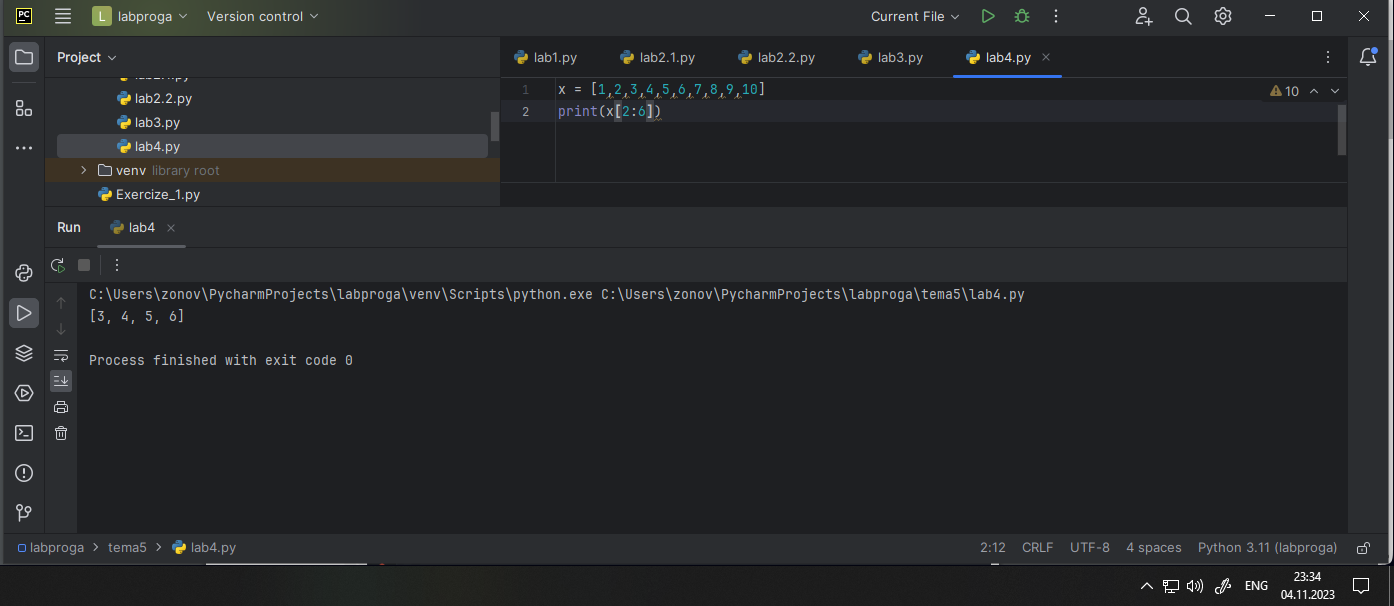 PC L labproga Version control Current File
Project lab1.py lab2.1.py lab2.2.py lab3.py lab4.py
1 x = [1,2,3,4,5,6,7,8,9,10] 10
lab2.2.py
2 print(x[2:6])
lab3.py
lab4.py
venv library root
Exercize_1.py
Run lab4
C:\Users\zonov\PycharmProjects\labproga\venv\Scripts\python.exe C:\Users\zonov\PycharmProjects\labproga\tema5\lab4.py
[3, 4, 5, 6]
Process finished with exit code 0
labproga > tema5 > lab4.py 2:12 CRLF UTF-8 4 spaces Python 3.11 (labproga)
ENG 23:34
04.11.2023